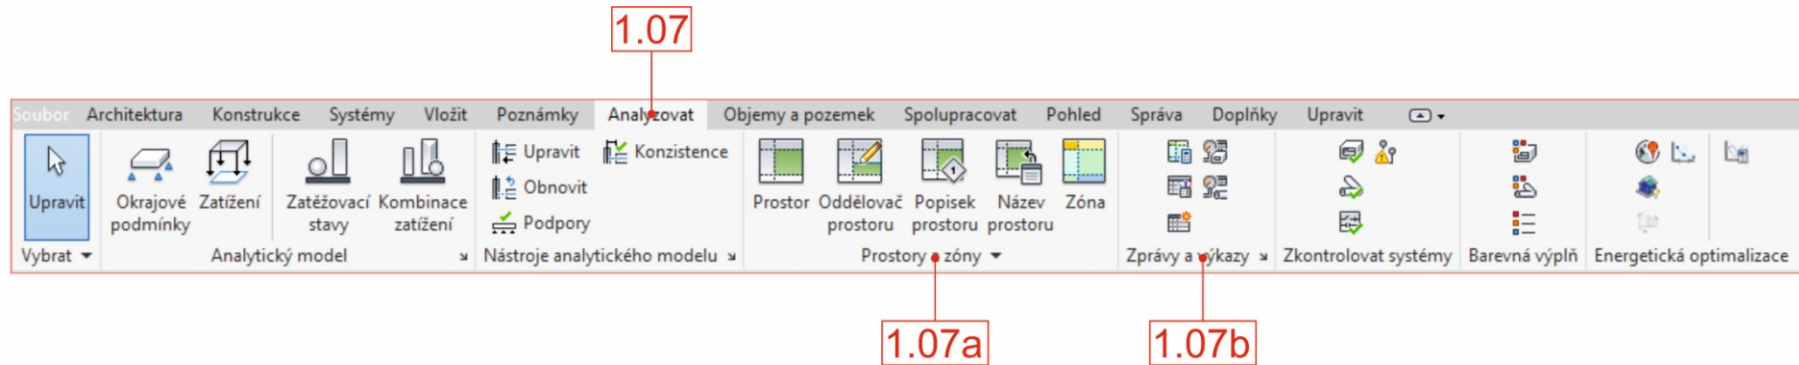 1.07
Soubor Architektura Konstrukce Systémy Vložit Poznámky Analyzovat Objemy a pozemek Spolupracovat Pohled Správa Doplňky Upravit
Upravit
Okrajové podmínky
Zatížení
Zatěžovací stavy
Kombinace zatížení
Upravit
Konzistence
Obnovit
Podpory
Prostor
Oddělovač prostoru
Popisek prostoru
Název prostoru
Zóna
Vybrat Analytický model Nástroje analytického modelu Prostory a zóny Zprávy a výkazy Zkontrolovat systémy Barevná výplň Energetická optimalizace
1.07a 1.07b